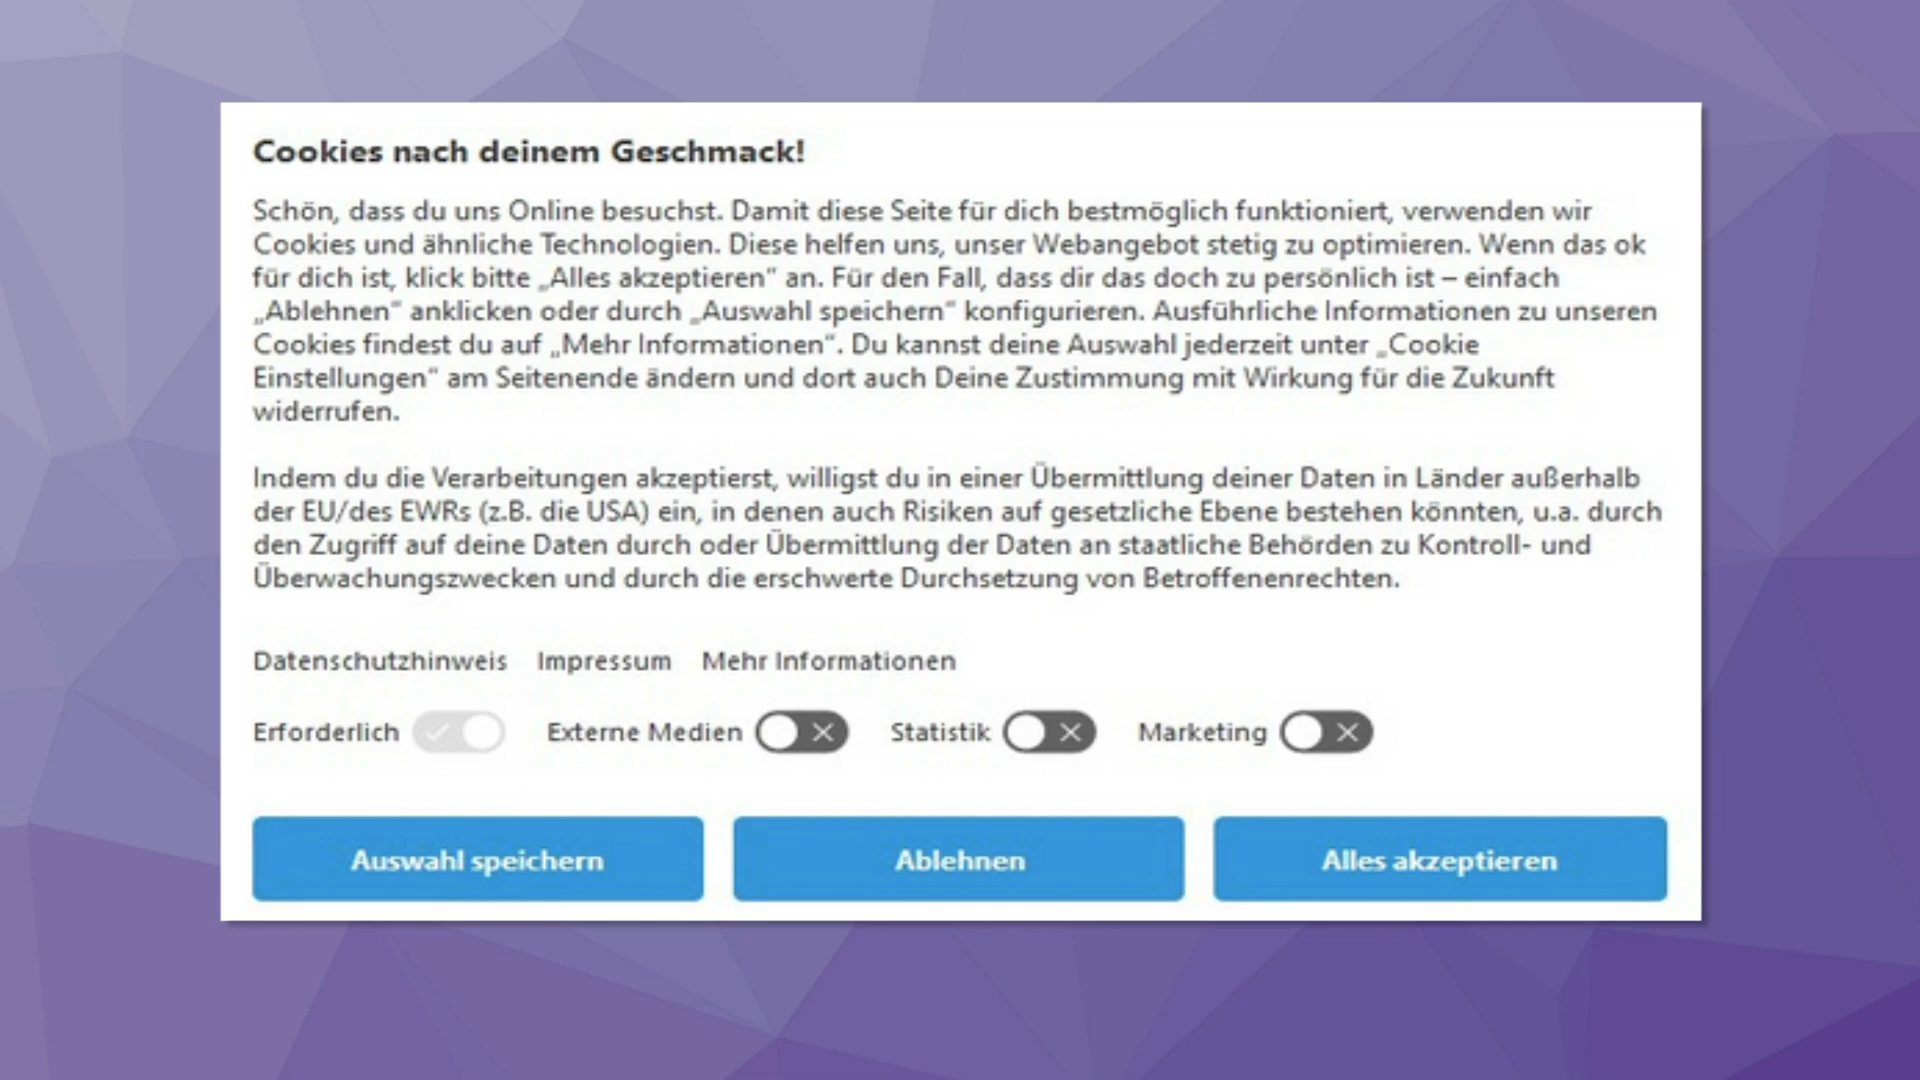 Cookies nach deinem Geschmack!
Schön, dass du uns Online besuchst. Damit diese Seite für dich bestmöglich funktioniert, verwenden wir
Cookies und ähnliche Technologien. Diese helfen uns, unser Webangebot stetig zu optimieren. Wenn das ok
für dich ist, klick bitte „Alles akzeptieren“ an. Für den Fall, dass dir das doch zu persönlich ist – einfach
„Ablehnen“ anklicken oder durch „Auswahl speichern“ konfigurieren. Ausführliche Informationen zu unseren
Cookies findest du auf „Mehr Informationen“. Du kannst deine Auswahl jederzeit unter „Cookie
Einstellungen“ am Seitenende ändern und dort auch Deine Zustimmung mit Wirkung für die Zukunft
widerrufen.
Indem du die Verarbeitungen akzeptierst, willigst du in einer Übermittlung deiner Daten in Länder außerhalb
der EU/des EWRs (z.B. die USA) ein, in denen auch Risiken auf gesetzliche Ebene bestehen könnten, u.a. durch
den Zugriff auf deine Daten durch oder Übermittlung der Daten an staatliche Behörden zu Kontroll- und
Überwachungszwecken und durch die erschwerte Durchsetzung von Betroffenenrechten.
Datenschutzhinweis Impressum Mehr Informationen
Erforderlich Externe Medien Statistik Marketing
Auswahl speichern Ablehnen Alles akzeptieren